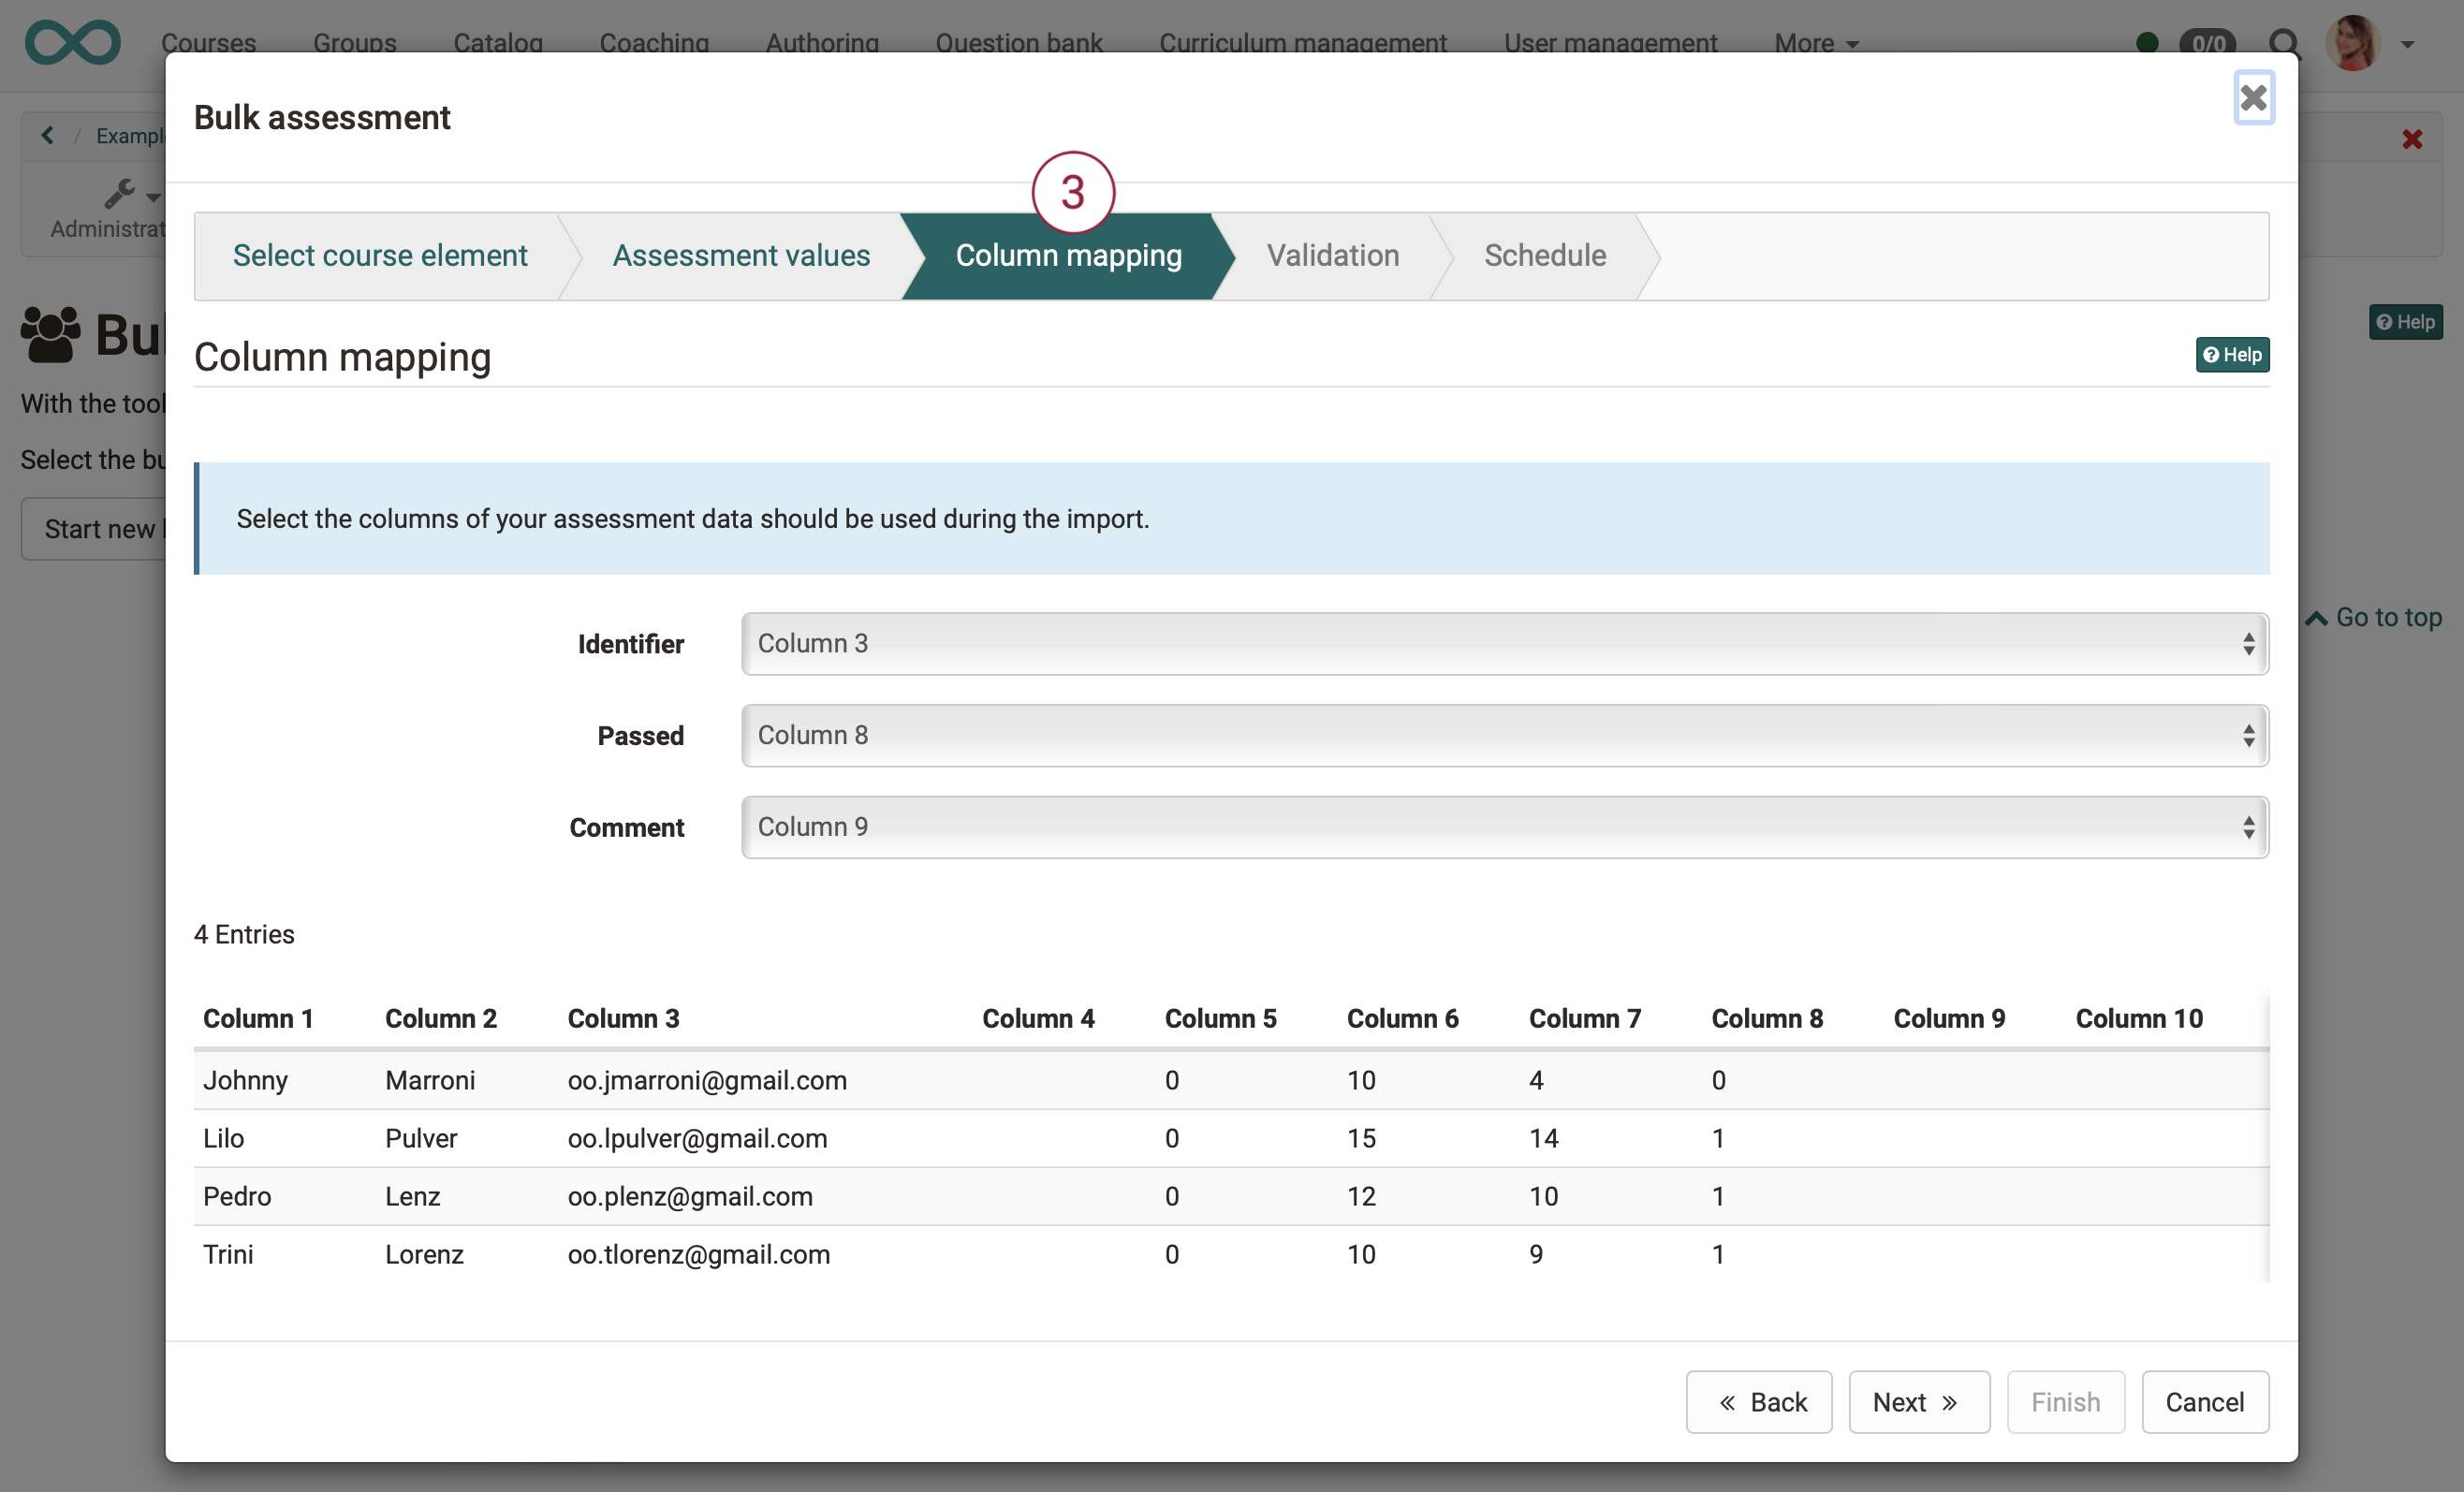 Courses Groups Catalog Coaching Authoring Question bank Curriculum management User management More 0/0
Bulk assessment
/ Exampl
3
Administrat
Select course element Assessment values Column mapping Validation Schedule
Bul
Help
Column mapping
Help
With the tool
Select the bu
Start new
Select the columns of your assessment data should be used during the import.
Go to top
Identifier Column 3
Passed Column 8
Comment Column 9
4 Entries
Column 1 Column 2 Column 3 Column 4 Column 5 Column 6 Column 7 Column 8 Column 9 Column 10
Johnny Marroni oo.jmarroni@gmail.com 0 10 4 0
Lilo Pulver oo.lpulver@gmail.com 0 15 14 1
Pedro Lenz oo.plenz@gmail.com 0 12 10 1
Trini Lorenz oo.tlorenz@gmail.com 0 10 9 1
« Back Next » Finish Cancel